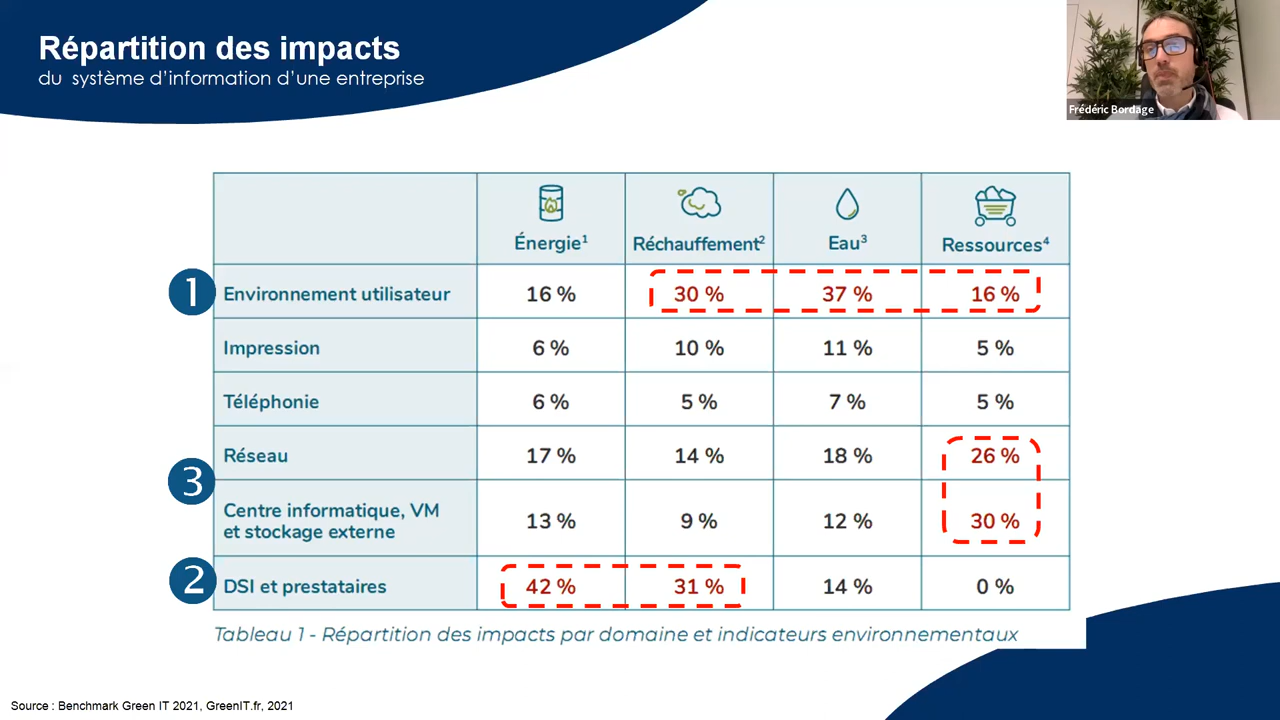 Répartition des impacts
du système d'information d'une entreprise
Frédéric Bordage
Énergie¹ Réchauffement² Eau³ Ressources⁴
1 Environnement utilisateur 16 % 30 % 37 % 16 %
Impression 6 % 10 % 11 % 5 %
Téléphonie 6 % 5 % 7 % 5 %
Réseau 17 % 14 % 18 % 26 %
3
Centre informatique, VM
et stockage externe 13 % 9 % 12 % 30 %
2 DSI et prestataires 42 % 31 % 14 % 0 %
Tableau 1 - Répartition des impacts par domaine et indicateurs environnementaux
Source : Benchmark Green IT 2021, GreenIT.fr, 2021